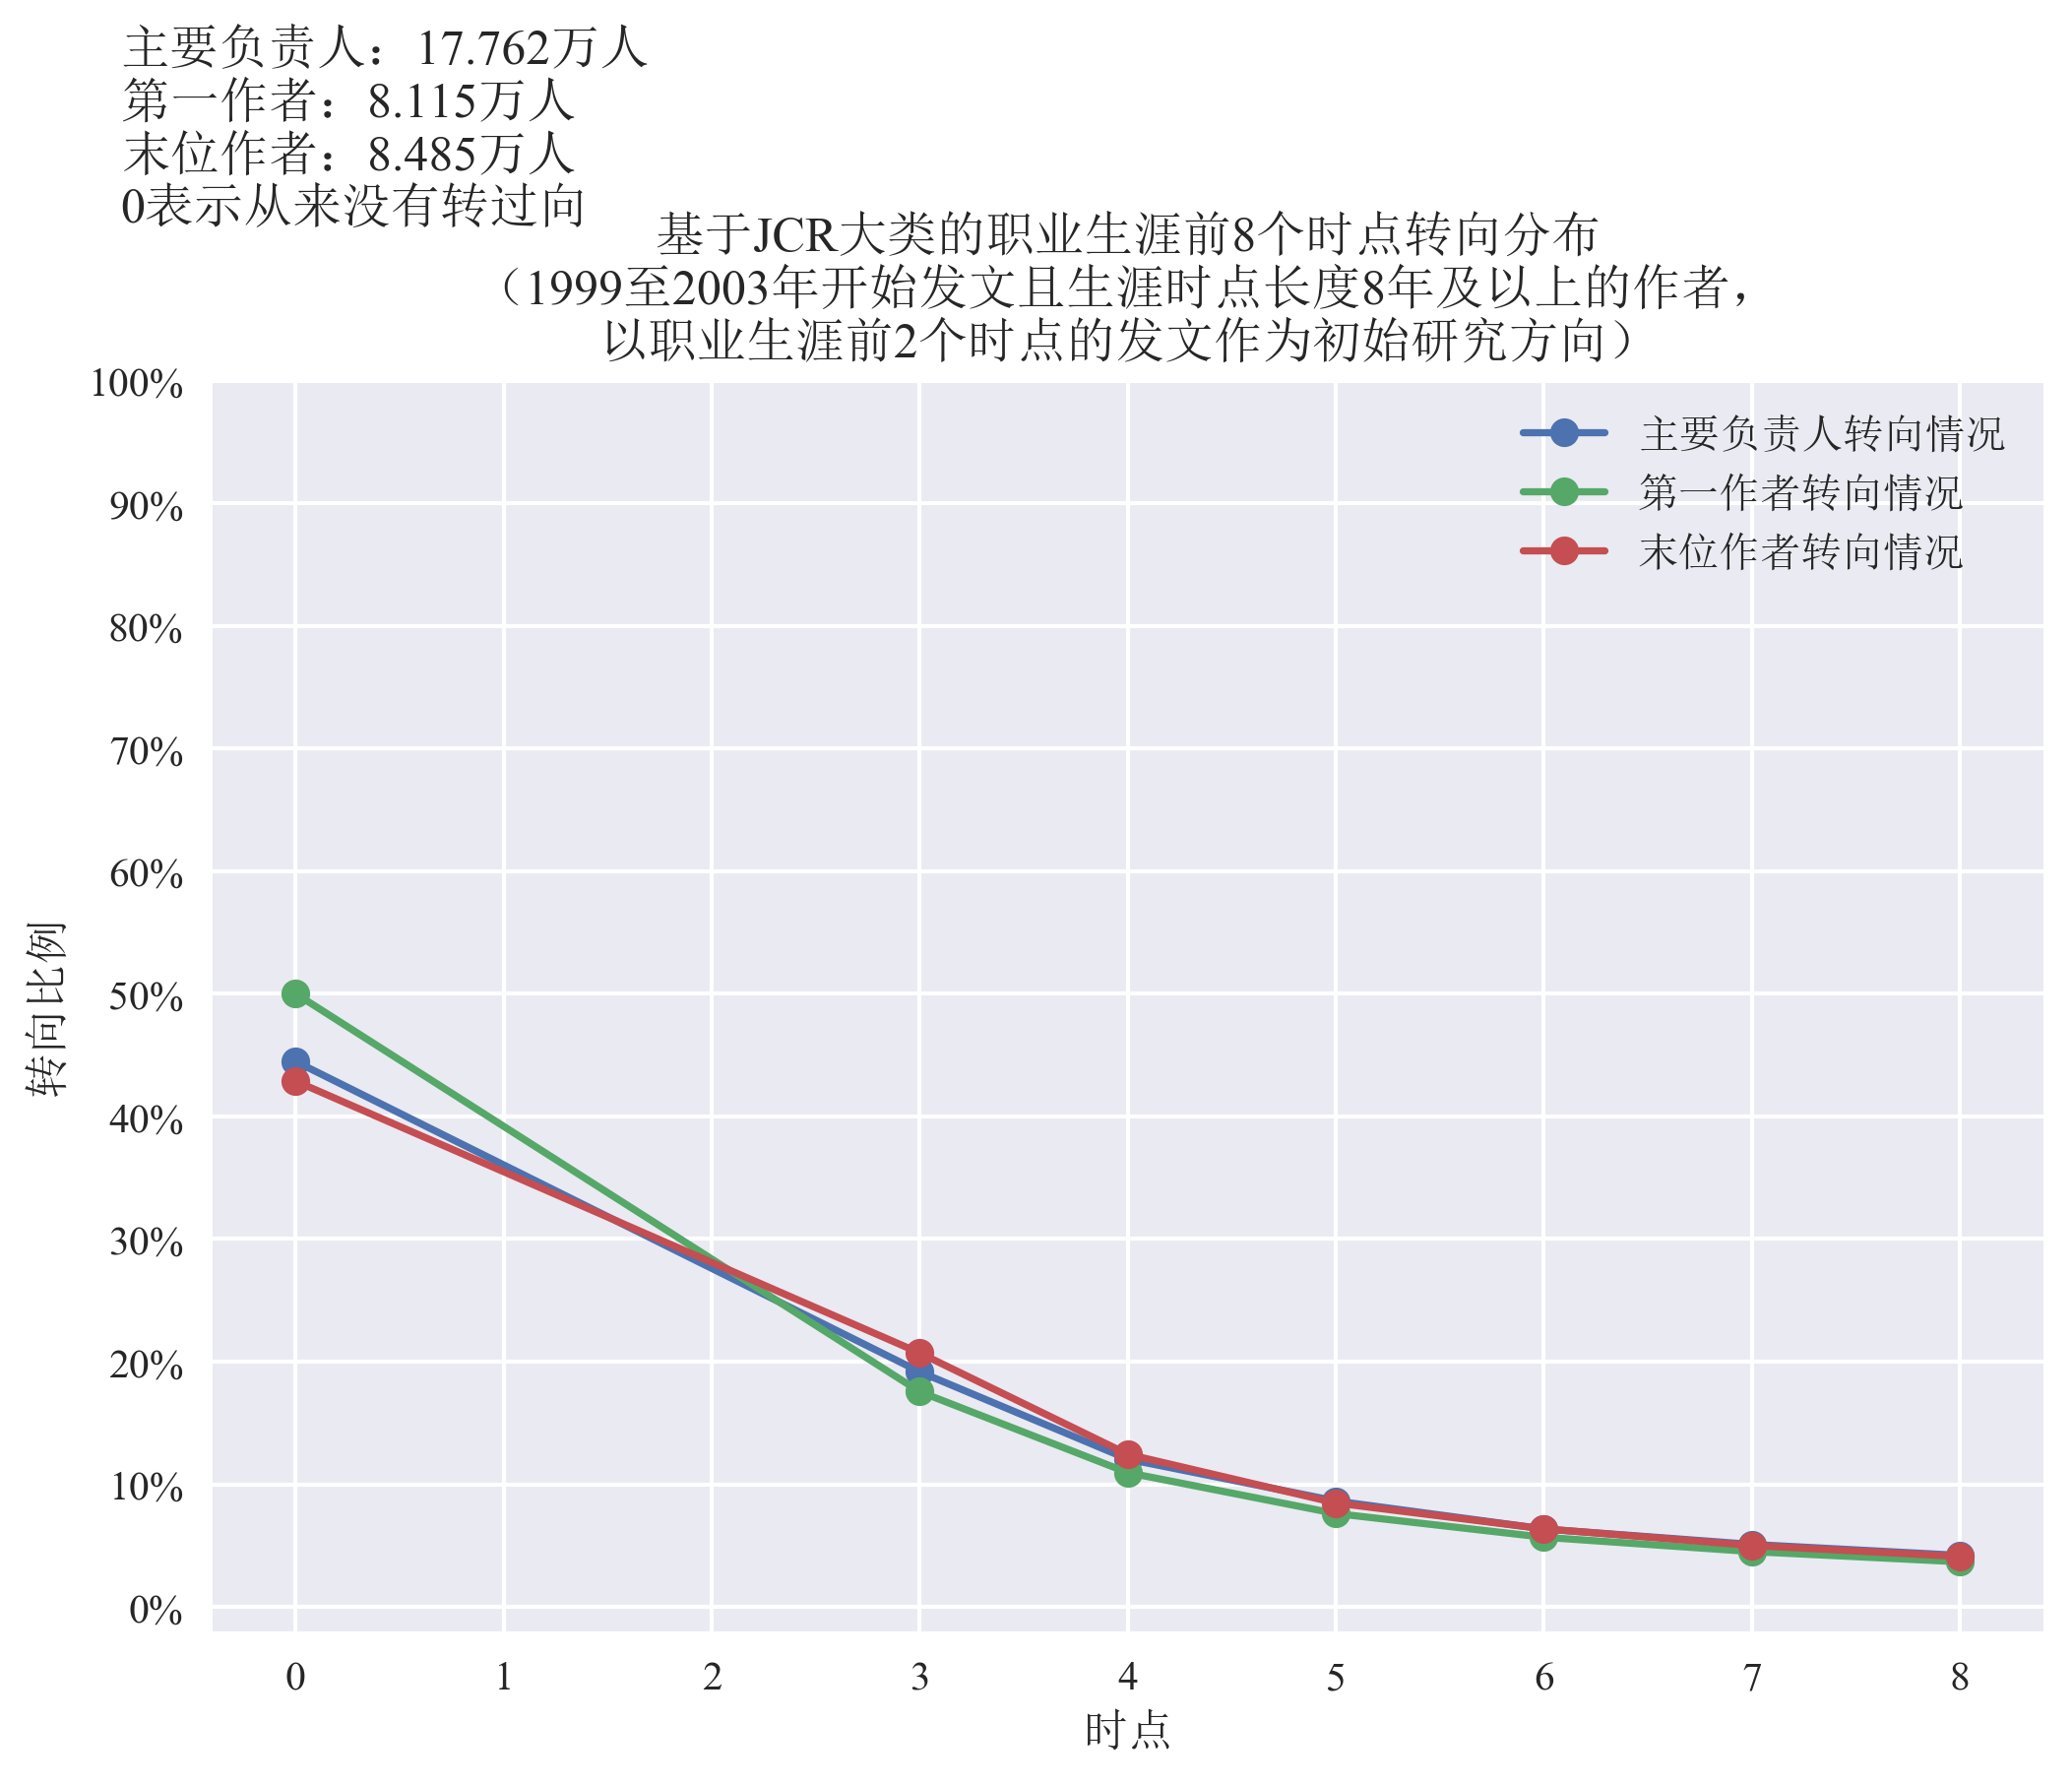 主要负责人：17.762万人
第一作者：8.115万人
末位作者：8.485万人
0表示从来没有转过向
基于JCR大类的职业生涯前8个时点转向分布
（1999至2003年开始发文且生涯时点长度8年及以上的作者，
以职业生涯前2个时点的发文作为初始研究方向）
主要负责人转向情况
第一作者转向情况
末位作者转向情况
100%
90%
80%
70%
60%
50%
40%
30%
20%
10%
0%
转向比例
0 1 2 3 4 5 6 7 8
时点